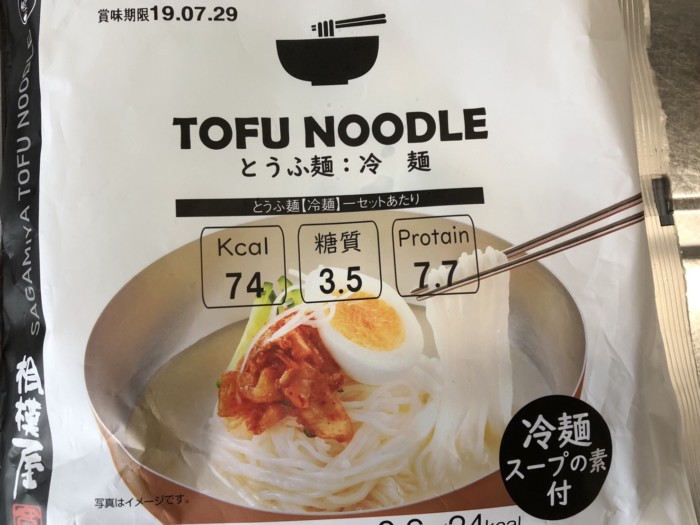 賞味期限19.07.29
TOFU NOODLE
とうふ麺：冷 麺
とうふ麺【冷麺】一セットあたり
Kcal
74
糖質
3.5
Protain
7.7
SAGAMIYA TOFU NOODLE
相模屋
冷麺
スープの素
付
写真はイメージです。
24kcal